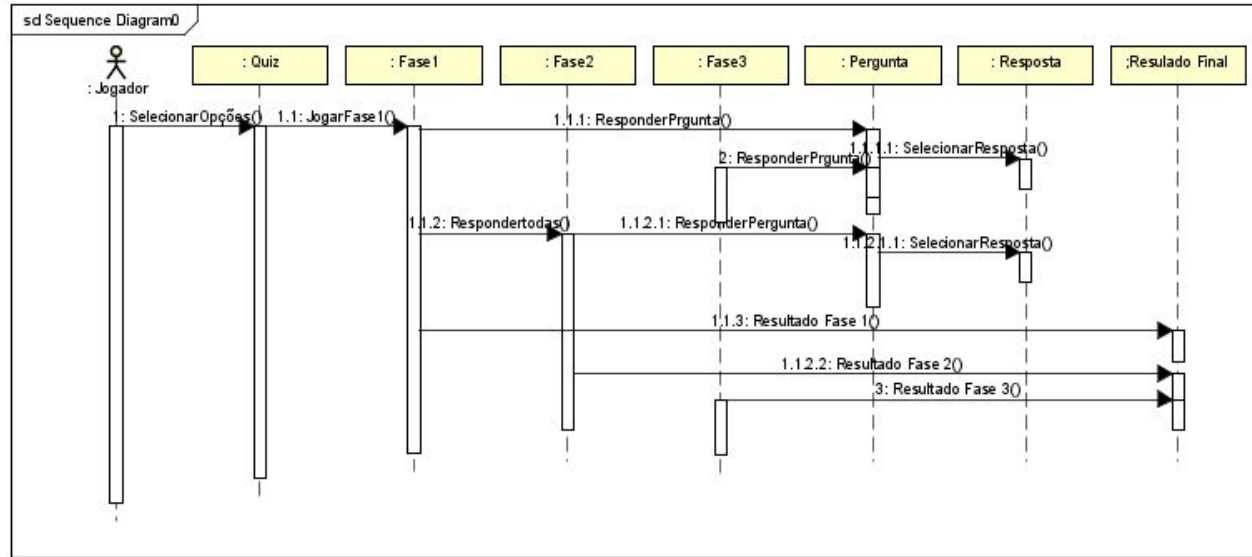 sd Sequence Diagram0
: Jogador
: Quiz
: Fase1
: Fase2
: Fase3
: Pergunta
: Resposta
;Resulado Final
1: SelecionarOpções()
1.1: JogarFase1()
1.1.1: ResponderPrgunta()
1.1.1.1: SelecionarResposta()
2: ResponderPrgunta()
1.1.2: Respondertodas()
1.1.2.1: ResponderPergunta()
1.1.2.1.1: SelecionarResposta()
1.1.3: Resultado Fase 1()
1.1.2.2: Resultado Fase 2()
3: Resultado Fase 3()